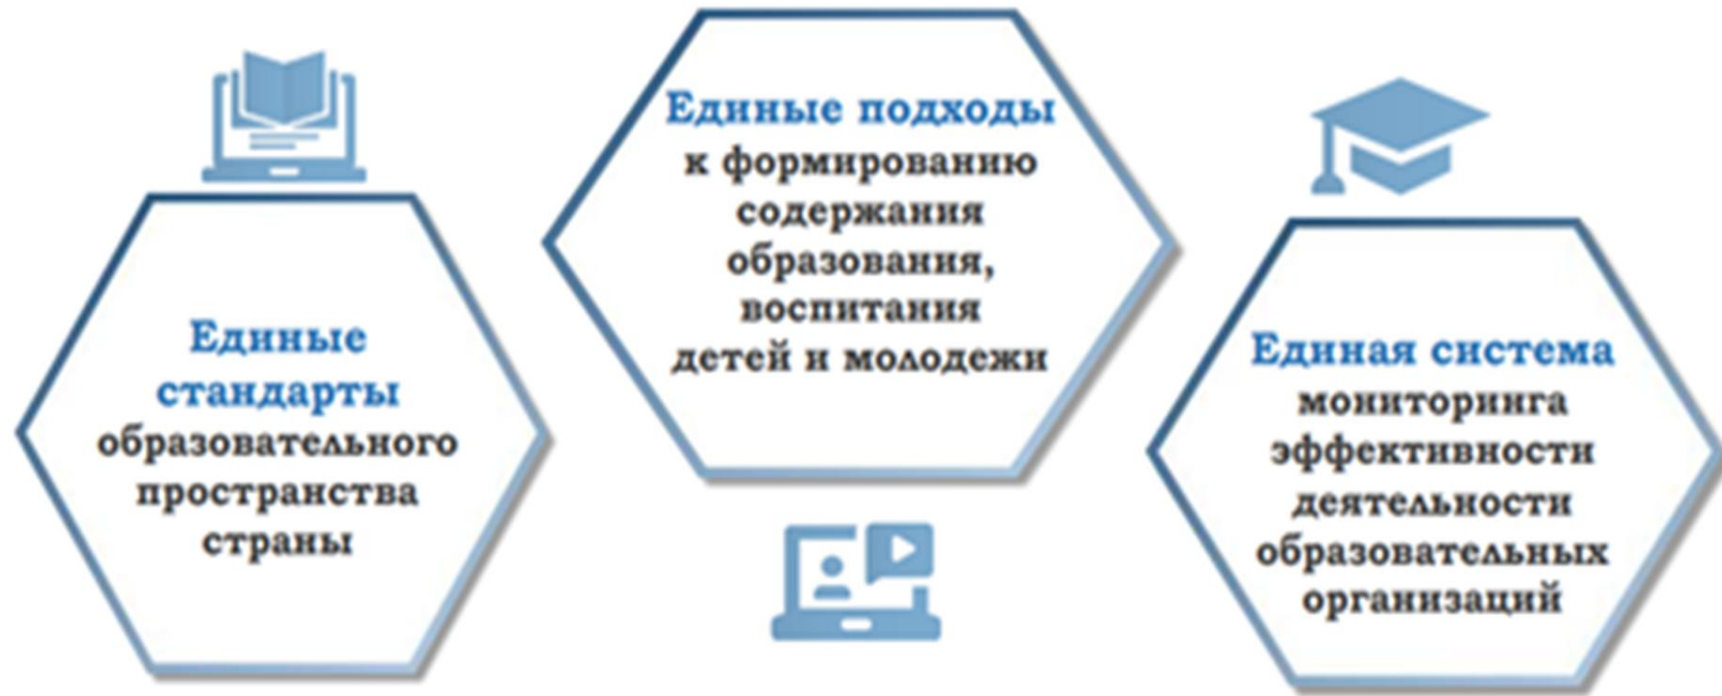 Единые
стандарты
образовательного
пространства
страны
Единые подходы
к формированию
содержания
образования,
воспитания
детей и молодежи
Единая система
мониторинга
эффективности
деятельности
образовательных
организаций